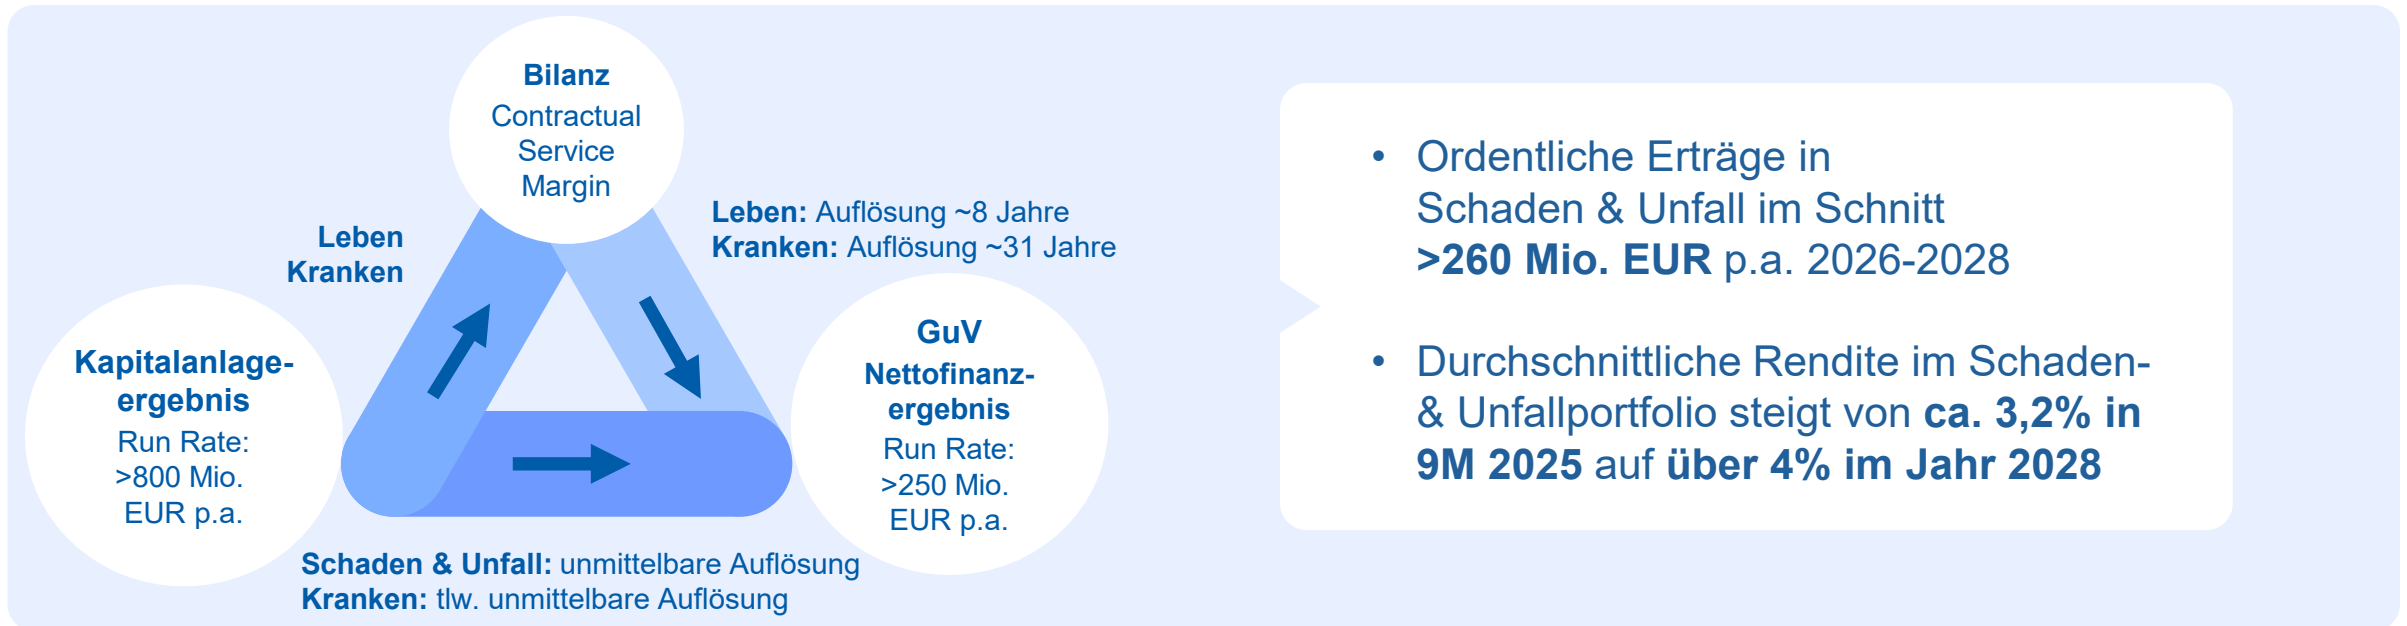 Bilanz
Contractual
Service
Margin
Leben
Kranken
Leben: Auflösung ~8 Jahre
Kranken: Auflösung ~31 Jahre
Kapitalanlage-
ergebnis
Run Rate:
>800 Mio.
EUR p.a.
GuV
Nettofinanz-
ergebnis
Run Rate:
>250 Mio.
EUR p.a.
Schaden & Unfall: unmittelbare Auflösung
Kranken: tlw. unmittelbare Auflösung
• Ordentliche Erträge in
Schaden & Unfall im Schnitt
>260 Mio. EUR p.a. 2026-2028
• Durchschnittliche Rendite im Schaden-
& Unfallportfolio steigt von ca. 3,2% in
9M 2025 auf über 4% im Jahr 2028